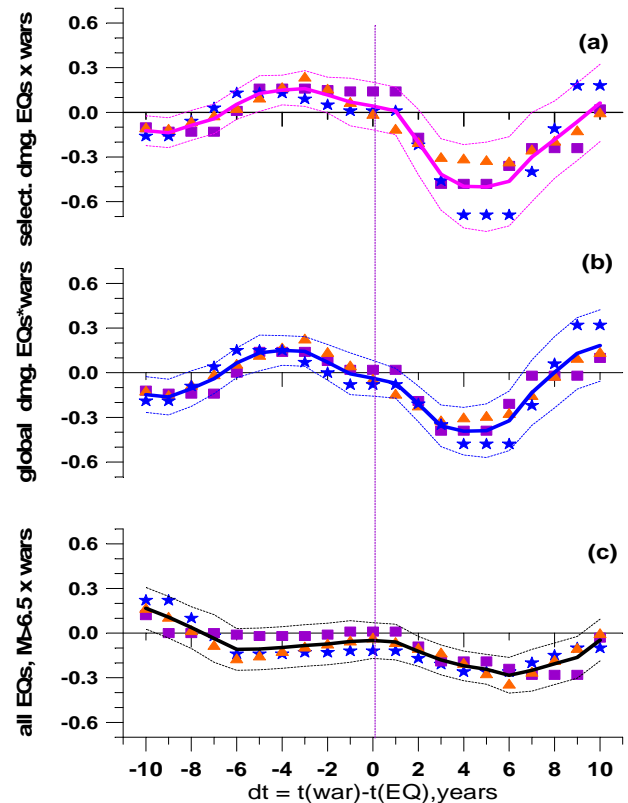 (a)
select. dmg. EQs x wars
0.6
0.3
0.0
-0.3
-0.6
(b)
global dmg. EQs*wars
0.6
0.3
0.0
-0.3
-0.6
(c)
all EQs, M>6.5 x wars
0.6
0.3
0.0
-0.3
-0.6
-10 -8 -6 -4 -2 0 2 4 6 8 10
dt = t(war)-t(EQ),years